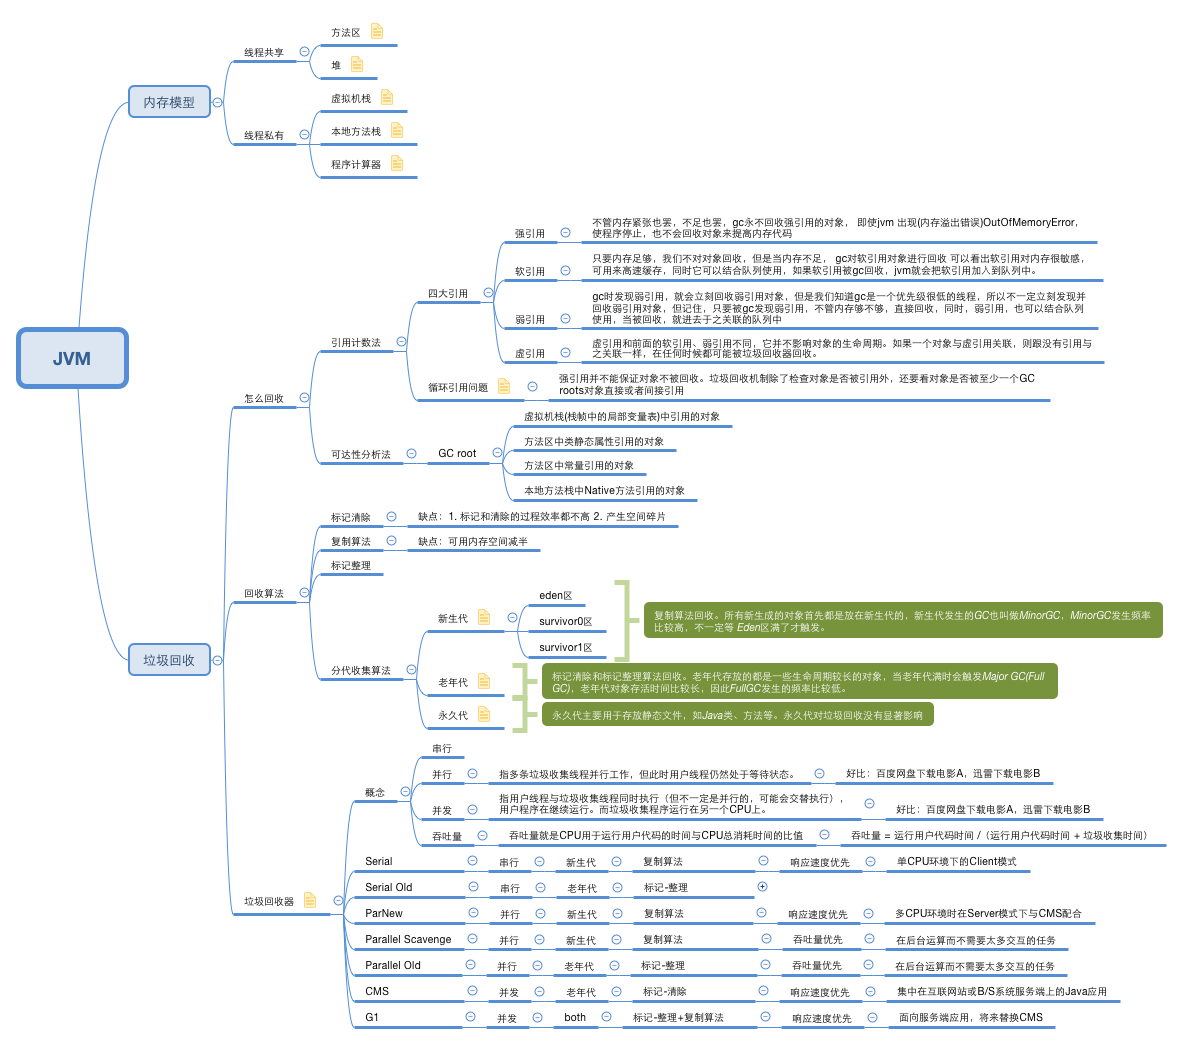 JVM
内存模型
线程共享
方法区
堆
线程私有
虚拟机栈
本地方法栈
程序计算器
垃圾回收
怎么回收
引用计数法
四大引用
强引用
不管内存紧张也罢，不足也罢，gc永不回收强引用的对象， 即使jvm 出现(内存溢出错误)OutOfMemoryError，
使程序停止，也不会回收对象来提高内存代码
软引用
只要内存足够，我们不对对象回收，但是当内存不足， gc对软引用对象进行回收 可以看出软引用对内存很敏感，
可用来高速缓存，同时它可以结合队列使用，如果软引用被gc回收，jvm就会把软引用加入到队列中。
弱引用
gc时发现弱引用，就会立刻回收弱引用对象，但是我们知道gc是一个优先级很低的线程，所以不一定立刻发现并
回收弱引用对象，但记住，只要被gc发现弱引用，不管内存够不够，直接回收，同时，弱引用，也可以结合队列
使用，当被回收，就进去于之关联的队列中
虚引用
虚引用和前面的软引用、弱引用不同，它并不影响对象的生命周期。如果一个对象与虚引用关联，则跟没有引用与
之关联一样，在任何时候都可能被垃圾回收器回收。
循环引用问题
强引用并不能保证对象不被回收。垃圾回收机制除了检查对象是否被引用外，还要看对象是否被至少一个GC
roots对象直接或者间接引用
可达性分析法
GC root
虚拟机栈(栈帧中的局部变量表)中引用的对象
方法区中类静态属性引用的对象
方法区中常量引用的对象
本地方法栈中Native方法引用的对象
回收算法
标记清除
缺点：1. 标记和清除的过程效率都不高 2. 产生空间碎片
复制算法
缺点：可用内存空间减半
标记整理
分代收集算法
新生代
eden区
survivor0区
survivor1区
复制算法回收。所有新生成的对象首先都是放在新生代的，新生代发生的GC也叫做MinorGC，MinorGC发生频率
比较高，不一定等 Eden区满了才触发。
老年代
标记清除和标记整理算法回收。老年代存放的都是一些生命周期较长的对象，当老年代满时会触发Major GC(Full
GC)，老年代对象存活时间比较长，因此FullGC发生的频率比较低。
永久代
永久代主要用于存放静态文件，如Java类、方法等。永久代对垃圾回收没有显著影响
垃圾回收器
概念
串行
并行
指多条垃圾收集线程并行工作，但此时用户线程仍然处于等待状态。
好比：百度网盘下载电影A，迅雷下载电影B
并发
指用户线程与垃圾收集线程同时执行（但不一定是并行的，可能会交替执行），
用户程序在继续运行。而垃圾收集程序运行在另一个CPU上。
好比：百度网盘下载电影A，迅雷下载电影B
吞吐量
吞吐量就是CPU用于运行用户代码的时间与CPU总消耗时间的比值
吞吐量 = 运行用户代码时间 /（运行用户代码时间 + 垃圾收集时间）
Serial
串行
新生代
复制算法
响应速度优先
单CPU环境下的Client模式
Serial Old
串行
老年代
标记-整理
ParNew
并行
新生代
复制算法
响应速度优先
多CPU环境时在Server模式下与CMS配合
Parallel Scavenge
并行
新生代
复制算法
吞吐量优先
在后台运算而不需要太多交互的任务
Parallel Old
并行
老年代
标记-整理
吞吐量优先
在后台运算而不需要太多交互的任务
CMS
并发
老年代
标记-清除
响应速度优先
集中在互联网站或B/S系统服务端上的Java应用
G1
并发
both
标记-整理+复制算法
响应速度优先
面向服务端应用，将来替换CMS